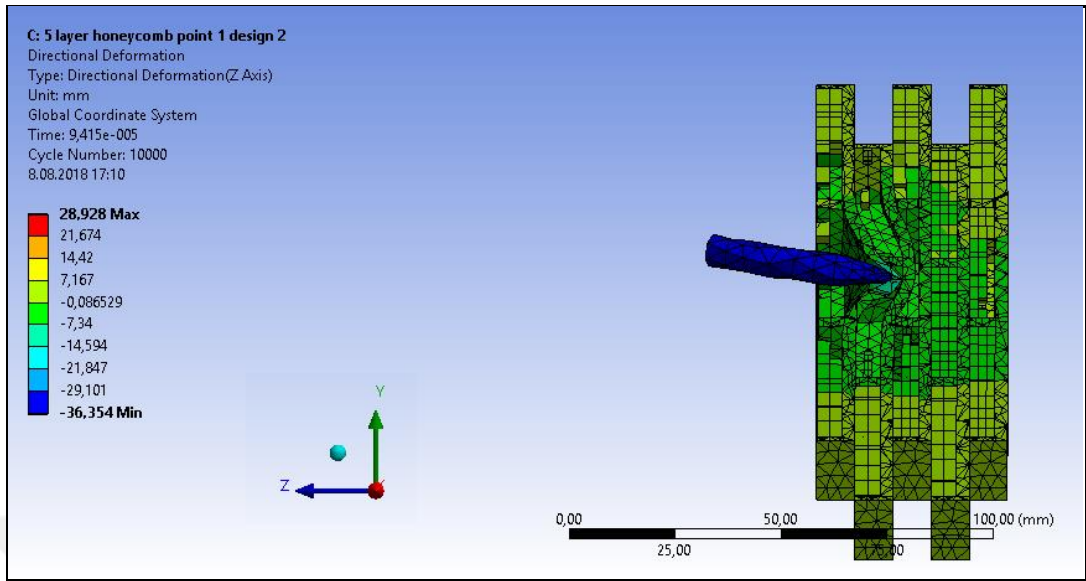 C: 5 layer honeycomb point 1 design 2
Directional Deformation
Type: Directional Deformation(Z Axis)
Unit: mm
Global Coordinate System
Time: 9,415e-005
Cycle Number: 10000
8.08.2018 17:10
28,928 Max
21,674
14,42
7,167
-0,086529
-7,34
-14,594
-21,847
-29,101
-36,354 Min
Y
Z
0,00 50,00 100,00 (mm)
25,00 75,00